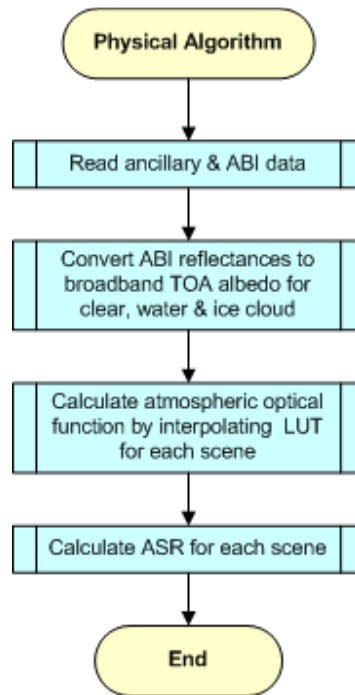 Physical Algorithm
Read ancillary & ABI data
Convert ABI reflectances to
broadband TOA albedo for
clear, water & ice cloud
Calculate atmospheric optical
function by interpolating LUT
for each scene
Calculate ASR for each scene
End